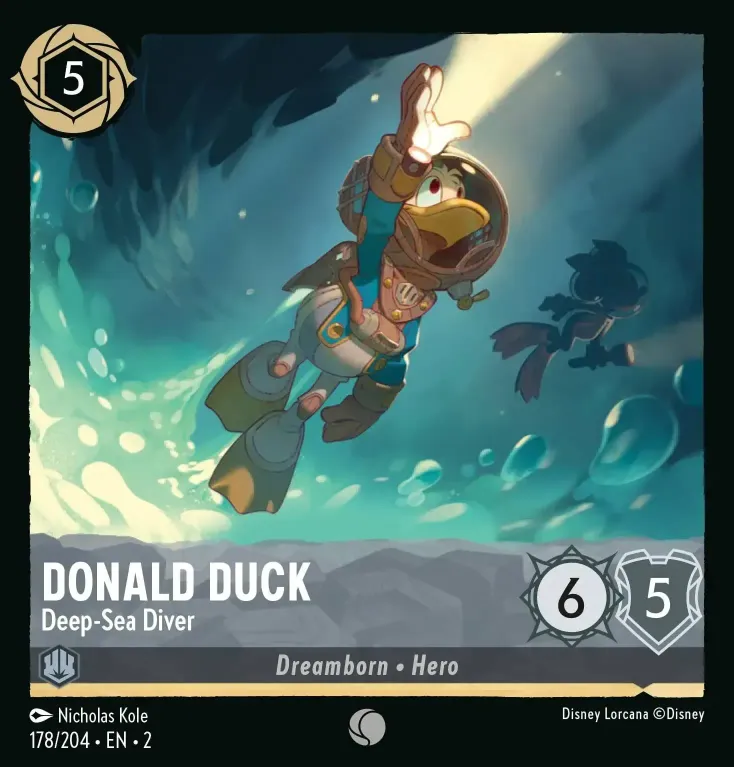 5
DONALD DUCK
Deep-Sea Diver
6
5
Dreamborn • Hero
Nicholas Kole
Disney Lorcana ©Disney
178/204 • EN • 2